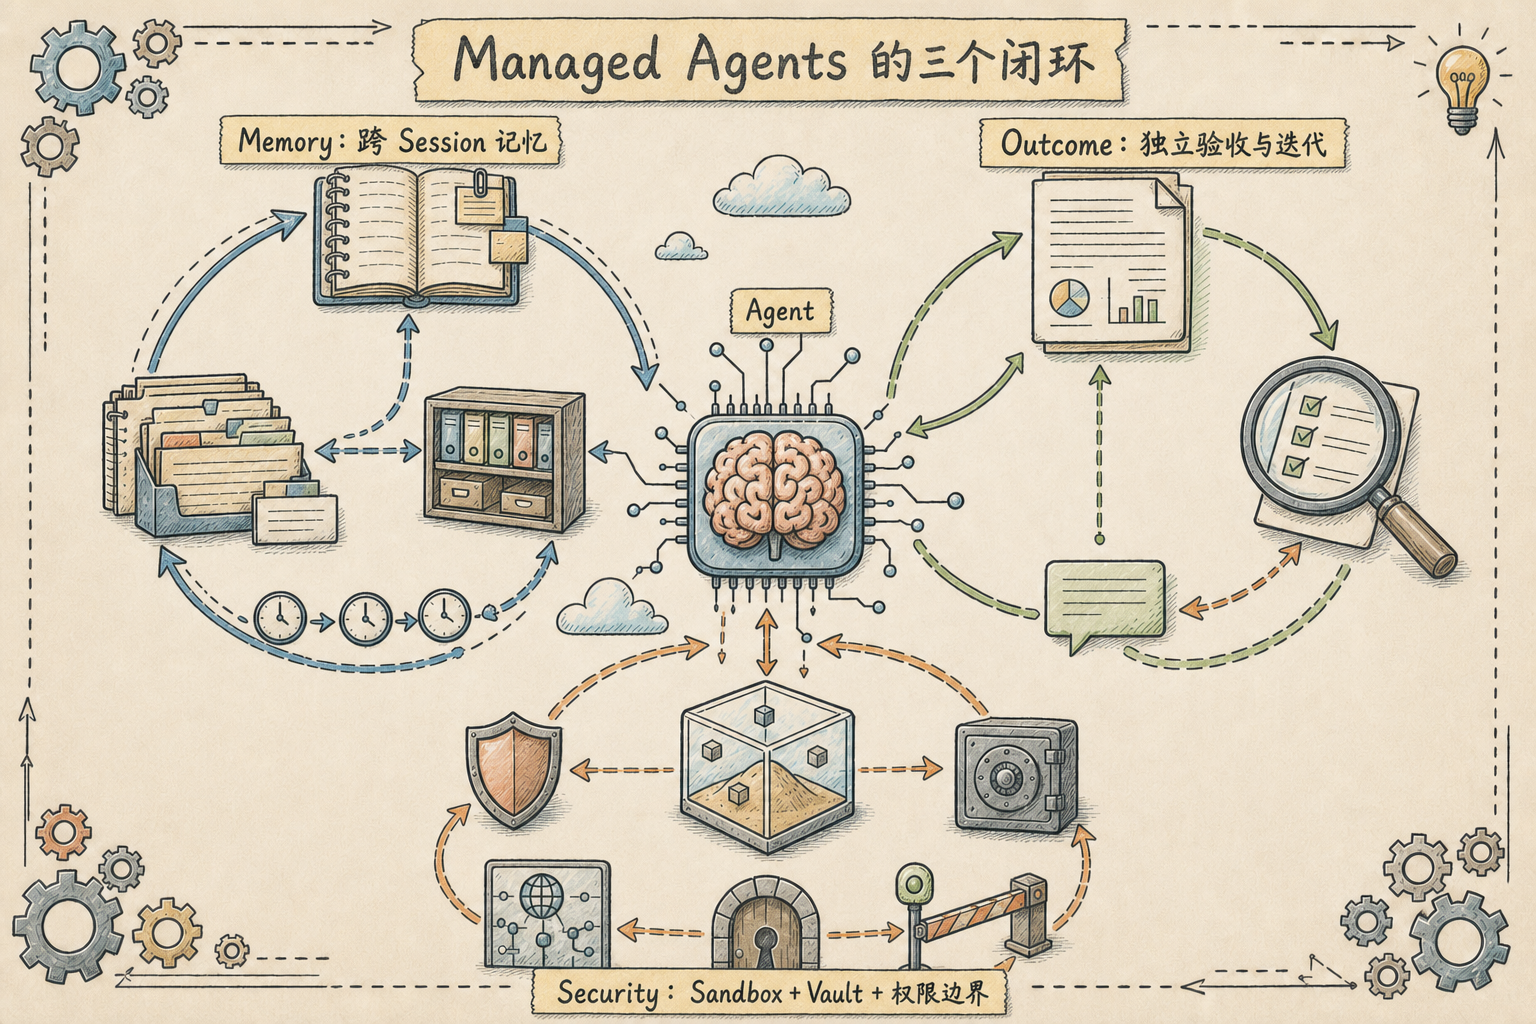 Managed Agents 的三个闭环
Memory：跨 Session 记忆
Outcome：独立验收与迭代
Agent
Security：Sandbox + Vault + 权限边界